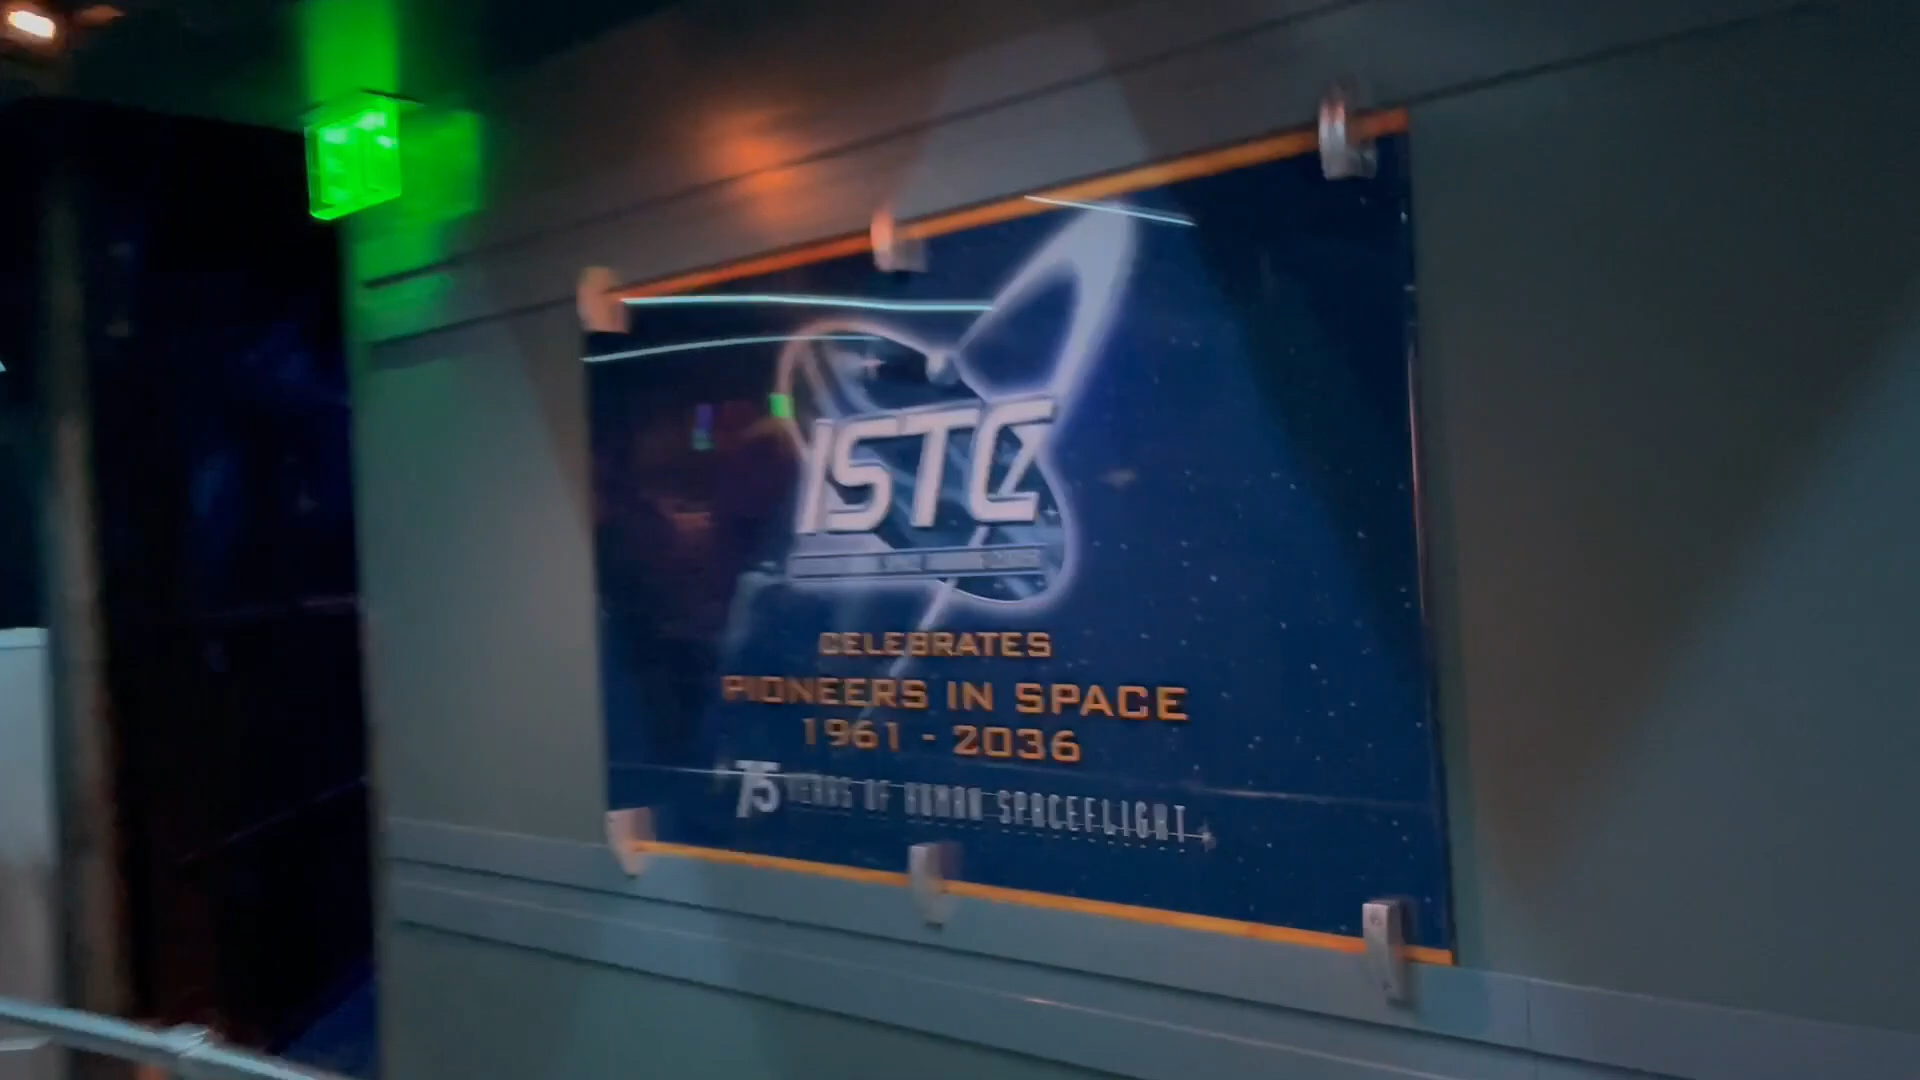 ISTC
CELEBRATES
PIONEERS IN SPACE
1961 - 2036
75 YEARS OF HUMAN SPACEFLIGHT